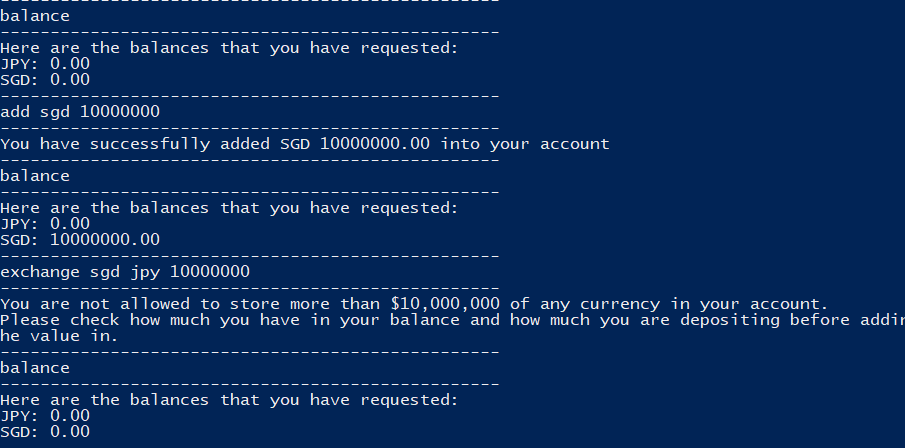 --------------------------------------------------
balance
--------------------------------------------------
Here are the balances that you have requested:
JPY: 0.00
SGD: 0.00
--------------------------------------------------
add sgd 10000000
--------------------------------------------------
You have successfully added SGD 10000000.00 into your account
--------------------------------------------------
balance
--------------------------------------------------
Here are the balances that you have requested:
JPY: 0.00
SGD: 10000000.00
--------------------------------------------------
exchange sgd jpy 10000000
--------------------------------------------------
You are not allowed to store more than $10,000,000 of any currency in your account.
Please check how much you have in your balance and how much you are depositing before addin
he value in.
--------------------------------------------------
balance
--------------------------------------------------
Here are the balances that you have requested:
JPY: 0.00
SGD: 0.00